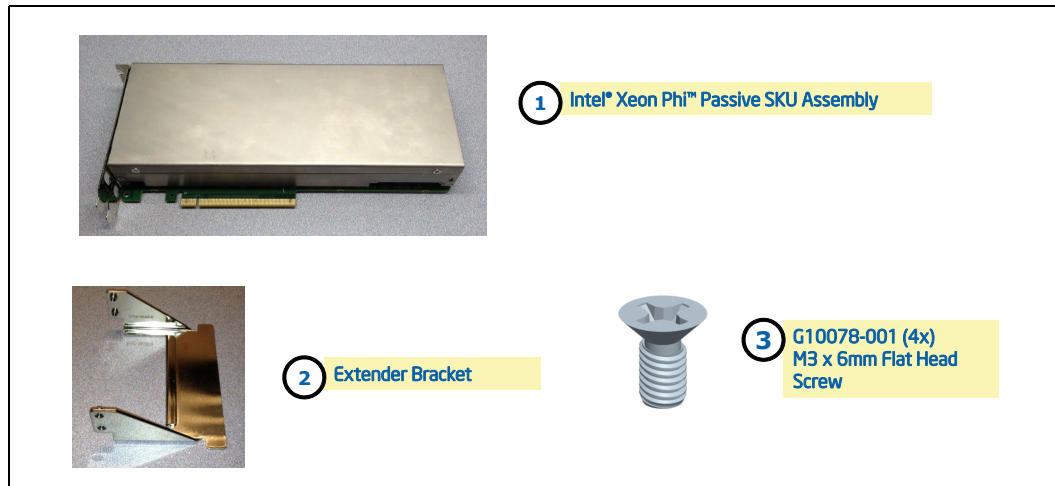 1 Intel® Xeon Phi™ Passive SKU Assembly
2 Extender Bracket
3 G10078-001 (4x)
M3 x 6mm Flat Head
Screw